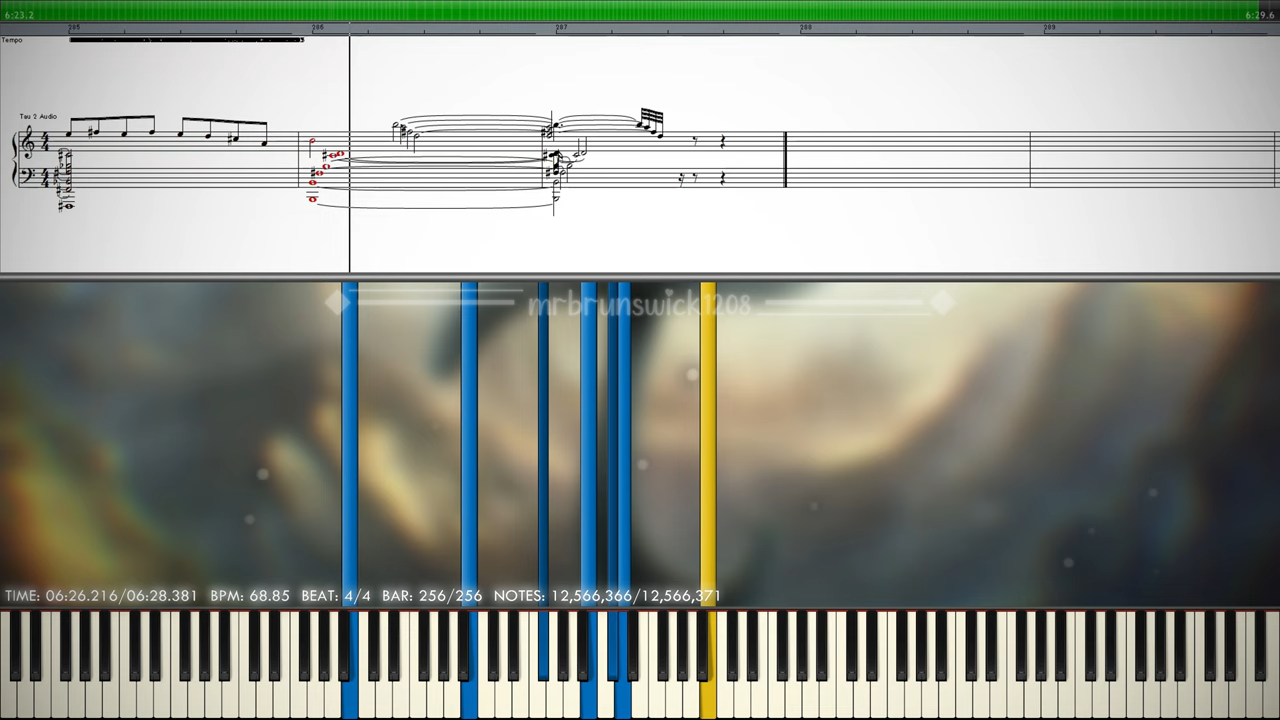 6:23.2 6:29.6
205 206 207 208 209
Tempo
Tau 2 Audio
mrbrunswick1208
TIME: 06:26.216/06:28.381 BPM: 68.85 BEAT: 4/4 BAR: 256/256 NOTES: 12,566,366/12,566,371